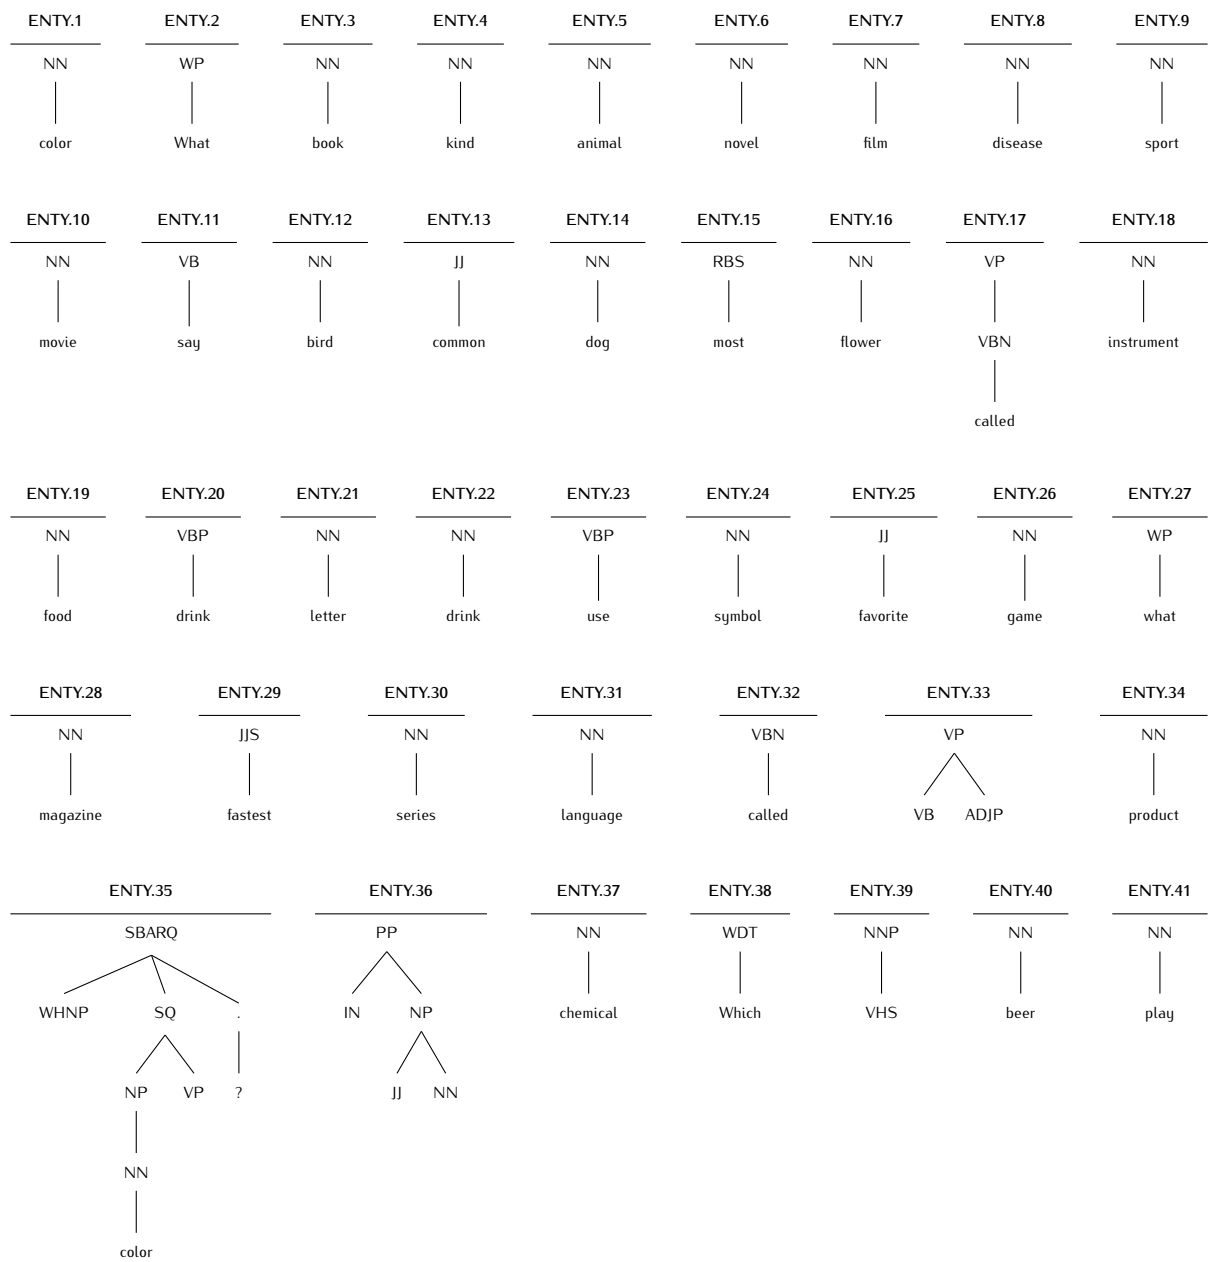 ENTY.1 ENTY.2 ENTY.3 ENTY.4 ENTY.5 ENTY.6 ENTY.7 ENTY.8 ENTY.9
NN WP NN NN NN NN NN NN NN
color What book kind animal novel film disease sport
ENTY.10 ENTY.11 ENTY.12 ENTY.13 ENTY.14 ENTY.15 ENTY.16 ENTY.17 ENTY.18
NN VB NN JJ NN RBS NN VP NN
movie say bird common dog most flower VBN instrument
called
ENTY.19 ENTY.20 ENTY.21 ENTY.22 ENTY.23 ENTY.24 ENTY.25 ENTY.26 ENTY.27
NN VBP NN NN VBP NN JJ NN WP
food drink letter drink use symbol favorite game what
ENTY.28 ENTY.29 ENTY.30 ENTY.31 ENTY.32 ENTY.33 ENTY.34
NN JJS NN NN VBN VP NN
magazine fastest series language called VB ADJP product
ENTY.35 ENTY.36 ENTY.37 ENTY.38 ENTY.39 ENTY.40 ENTY.41
SBARQ PP NN WDT NNP NN NN
WHNP SQ . IN NP chemical Which VHS beer play
NP VP ? JJ NN
NN
color